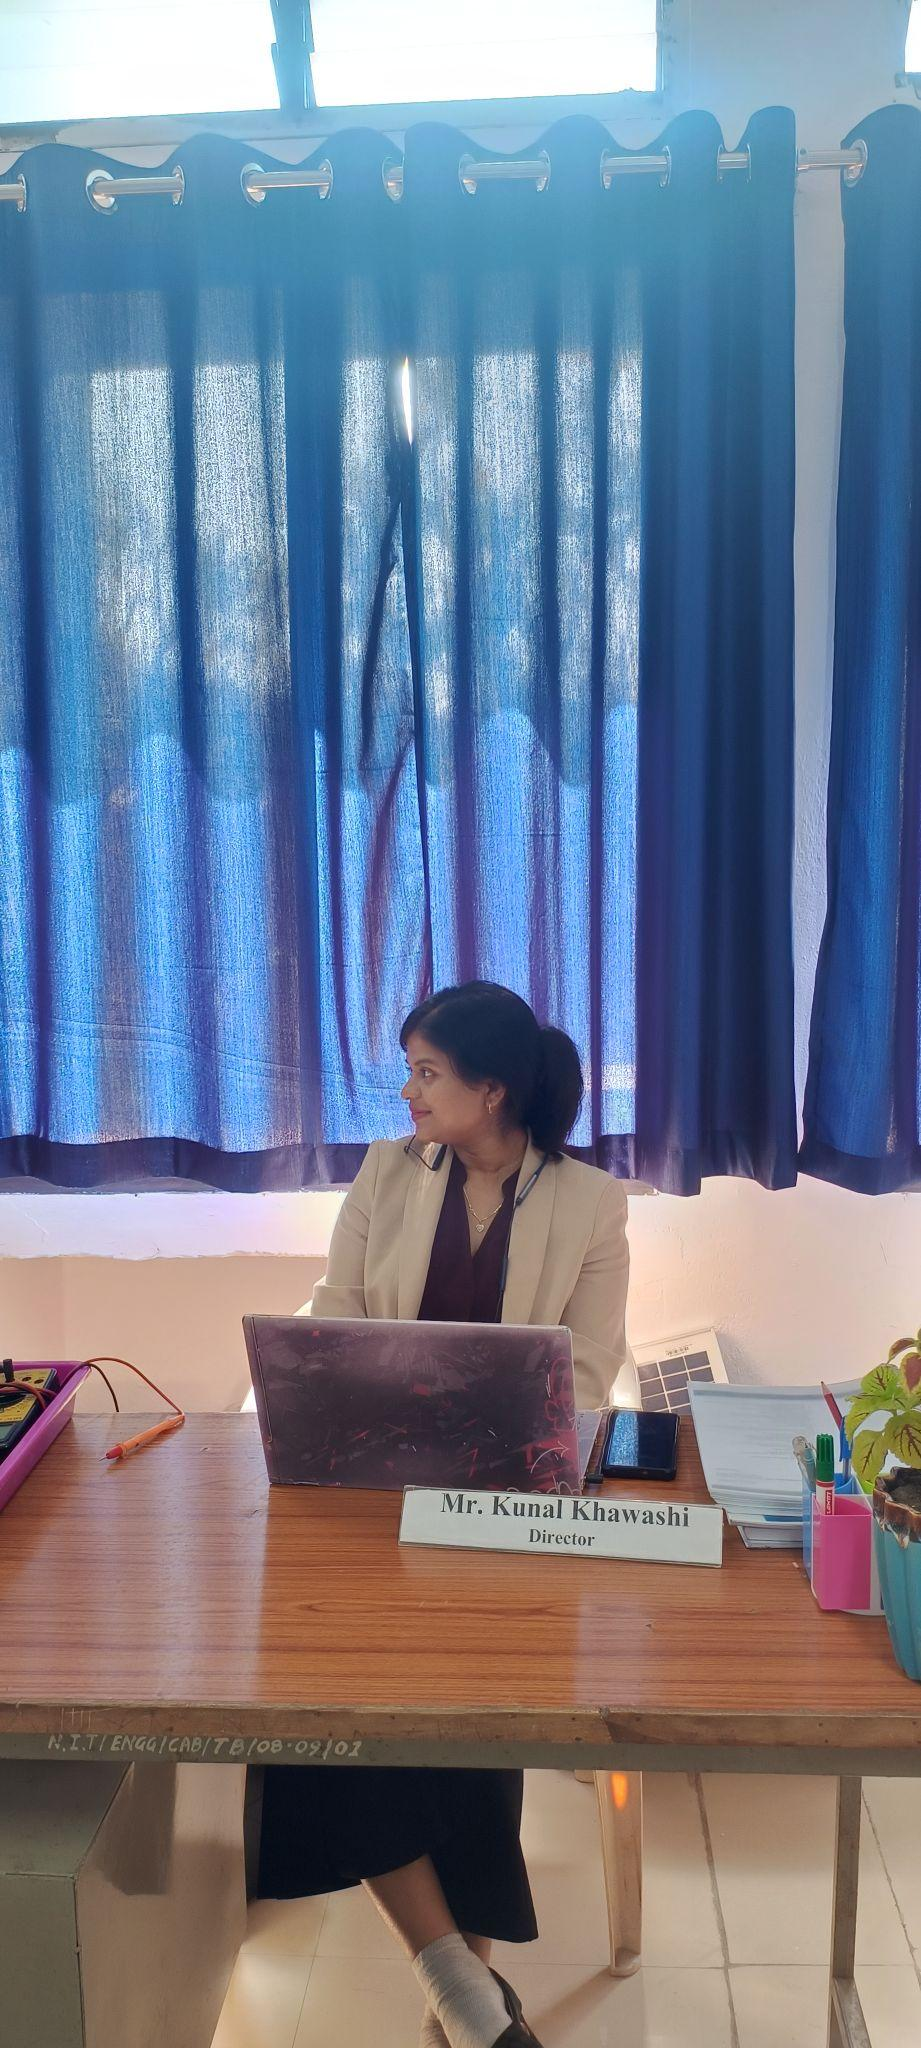 Mr. Kunal Khawashi
Director
N.I.T/ENGG/CAB/TB/08-09/01